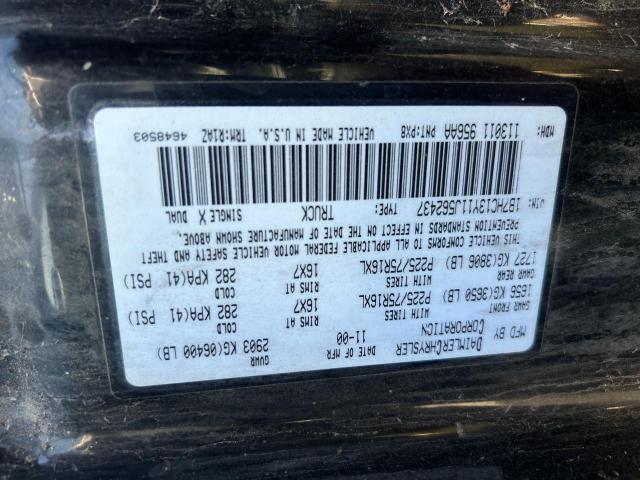 MFD BY DAIMLERCHRYSLER CORPORATION
DATE OF MFR 11-00
GVWR 2903 KG(06400 LB)
GAWR FRONT 1656 KG(3650 LB)
WITH TIRES P225/75R16XL
RIMS AT 16X7
COLD 282 KPA(41 PSI)
GAWR REAR 1727 KG(3806 LB)
WITH TIRES P225/75R16XL
RIMS AT 16X7
COLD 282 KPA(41 PSI)
THIS VEHICLE CONFORMS TO ALL APPLICABLE FEDERAL MOTOR VEHICLE SAFETY AND THEFT
PREVENTION STANDARDS IN EFFECT ON THE DATE OF MANUFACTURE SHOWN ABOVE.
VIN: 1B7HC13Y11J562437 TYPE: TRUCK SINGLE X DUAL
MDH: 113011 956AA PNT:PX8 VEHICLE MADE IN U.S.A. TRM:R1AZ 4648503